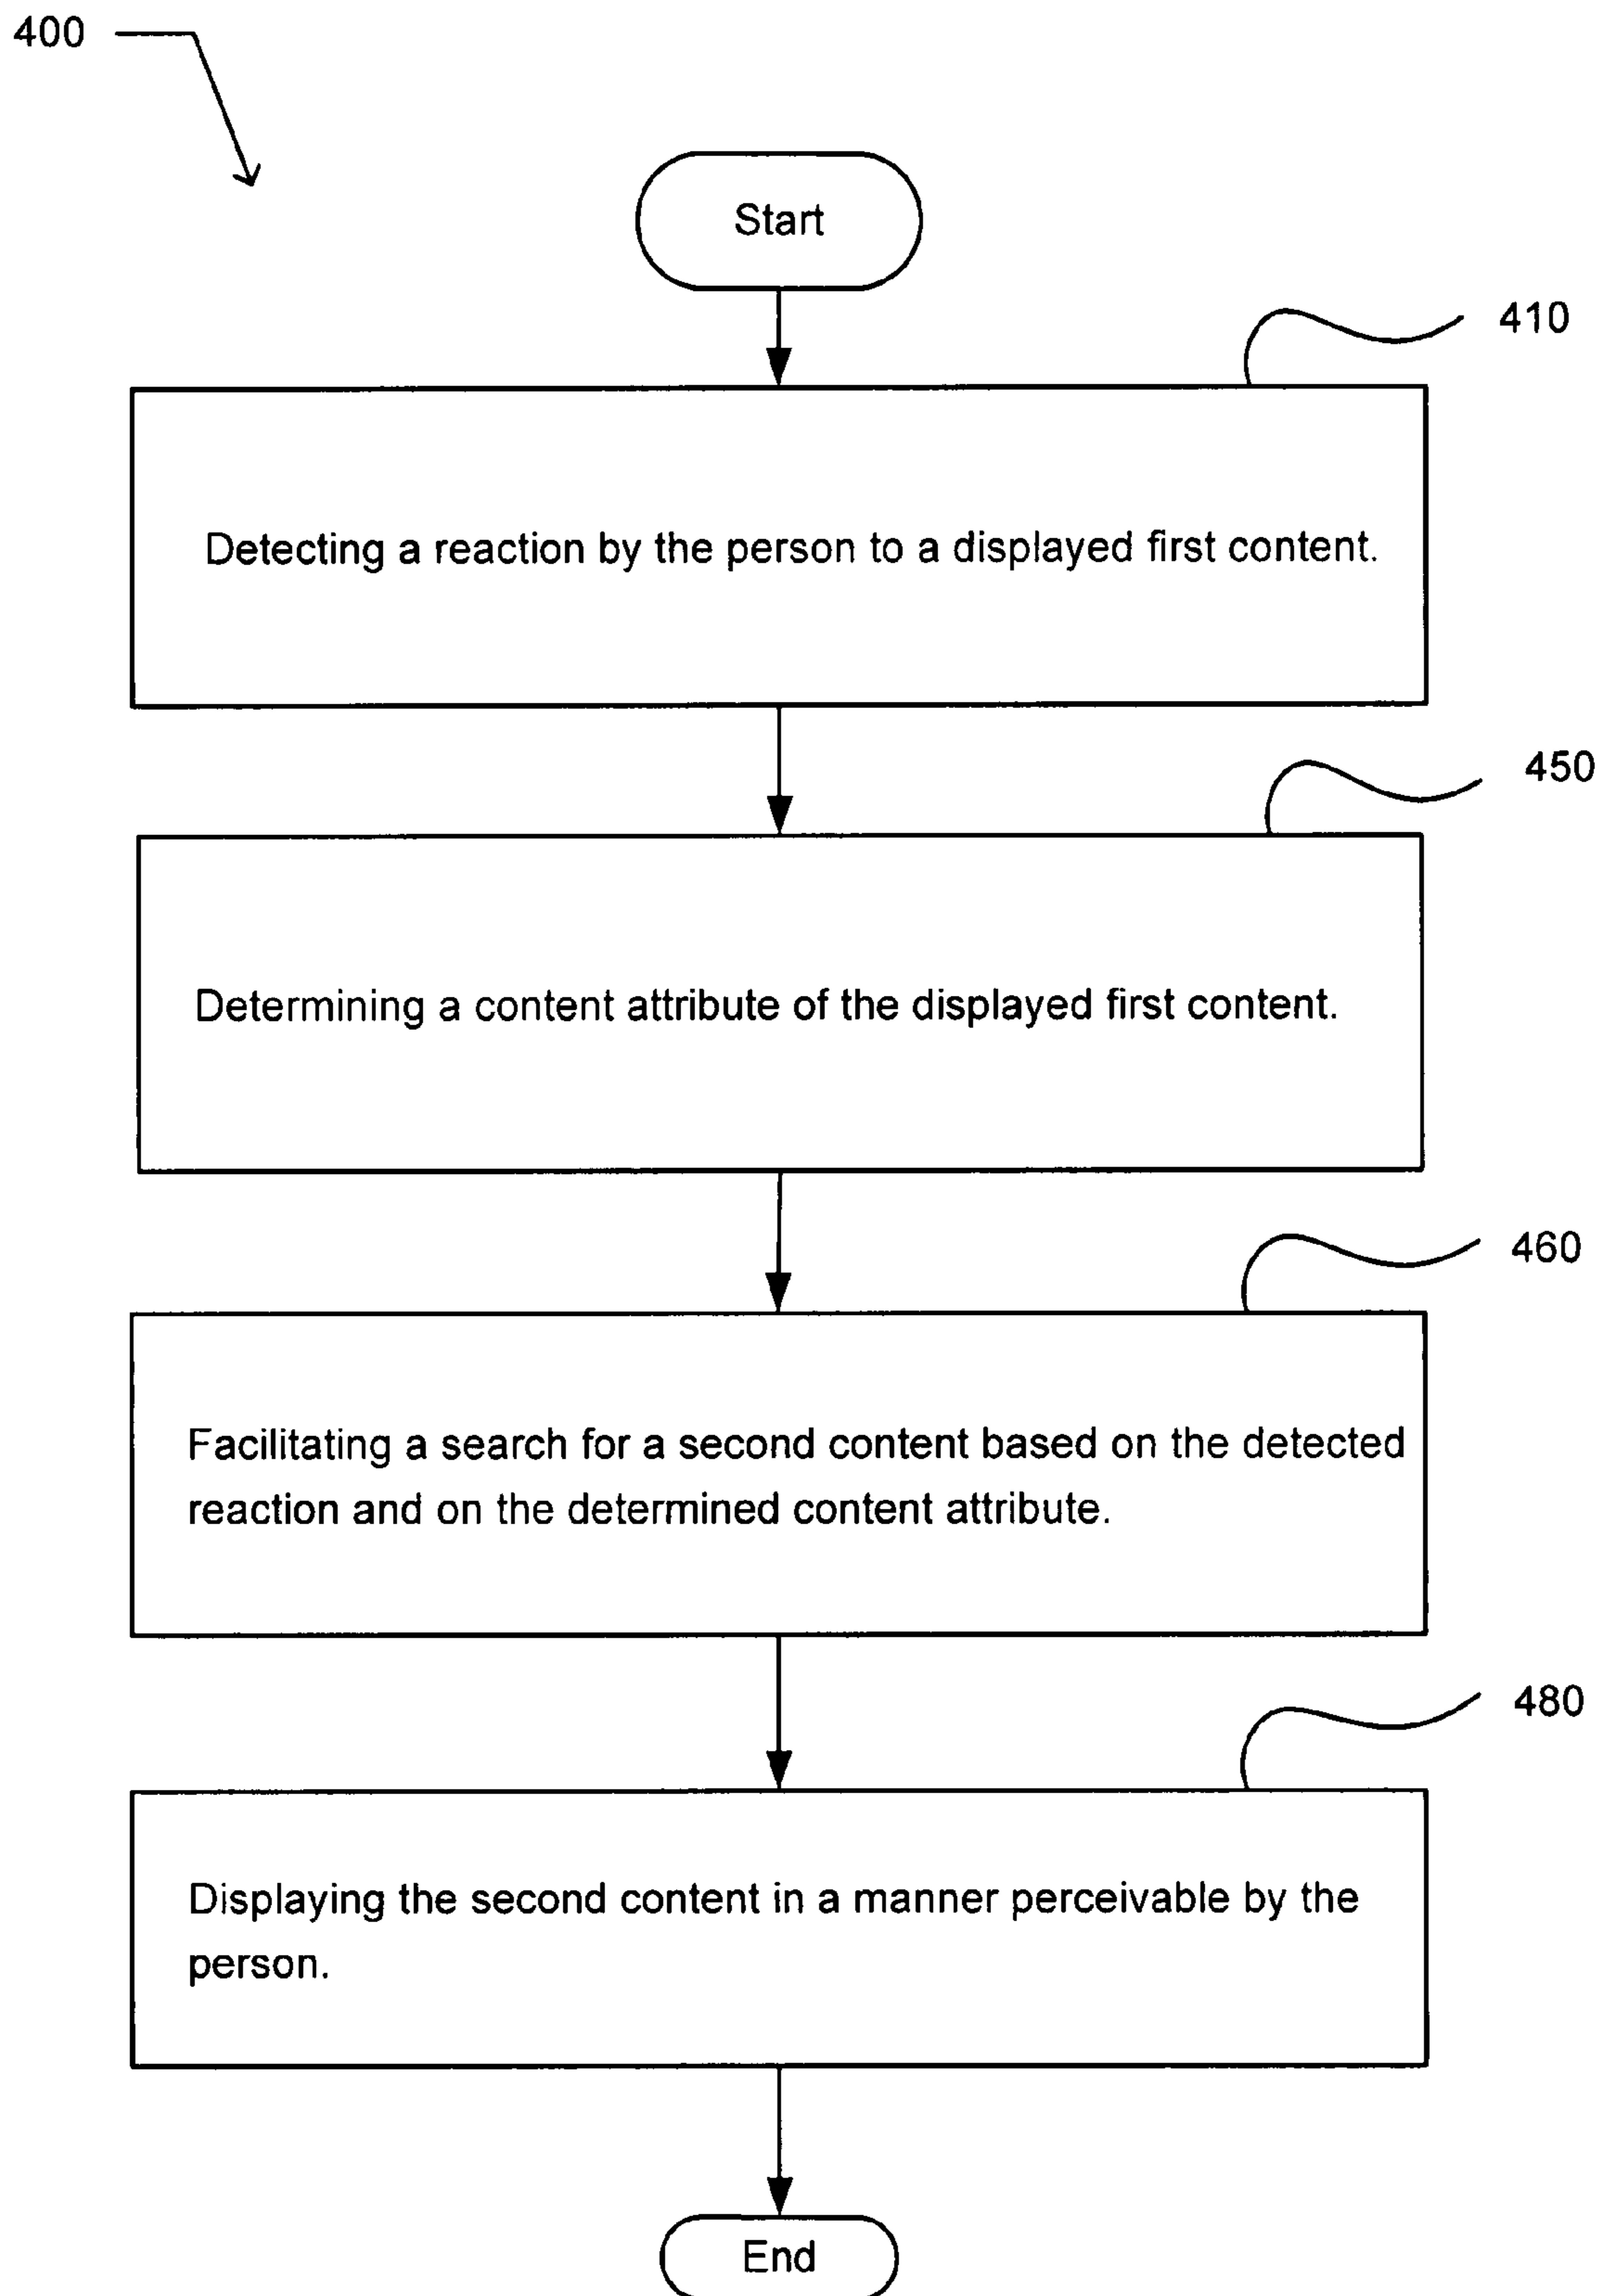 400
Start
410
Detecting a reaction by the person to a displayed first content.
450
Determining a content attribute of the displayed first content.
460
Facilitating a search for a second content based on the detected
reaction and on the determined content attribute.
480
Displaying the second content in a manner perceivable by the
person.
End